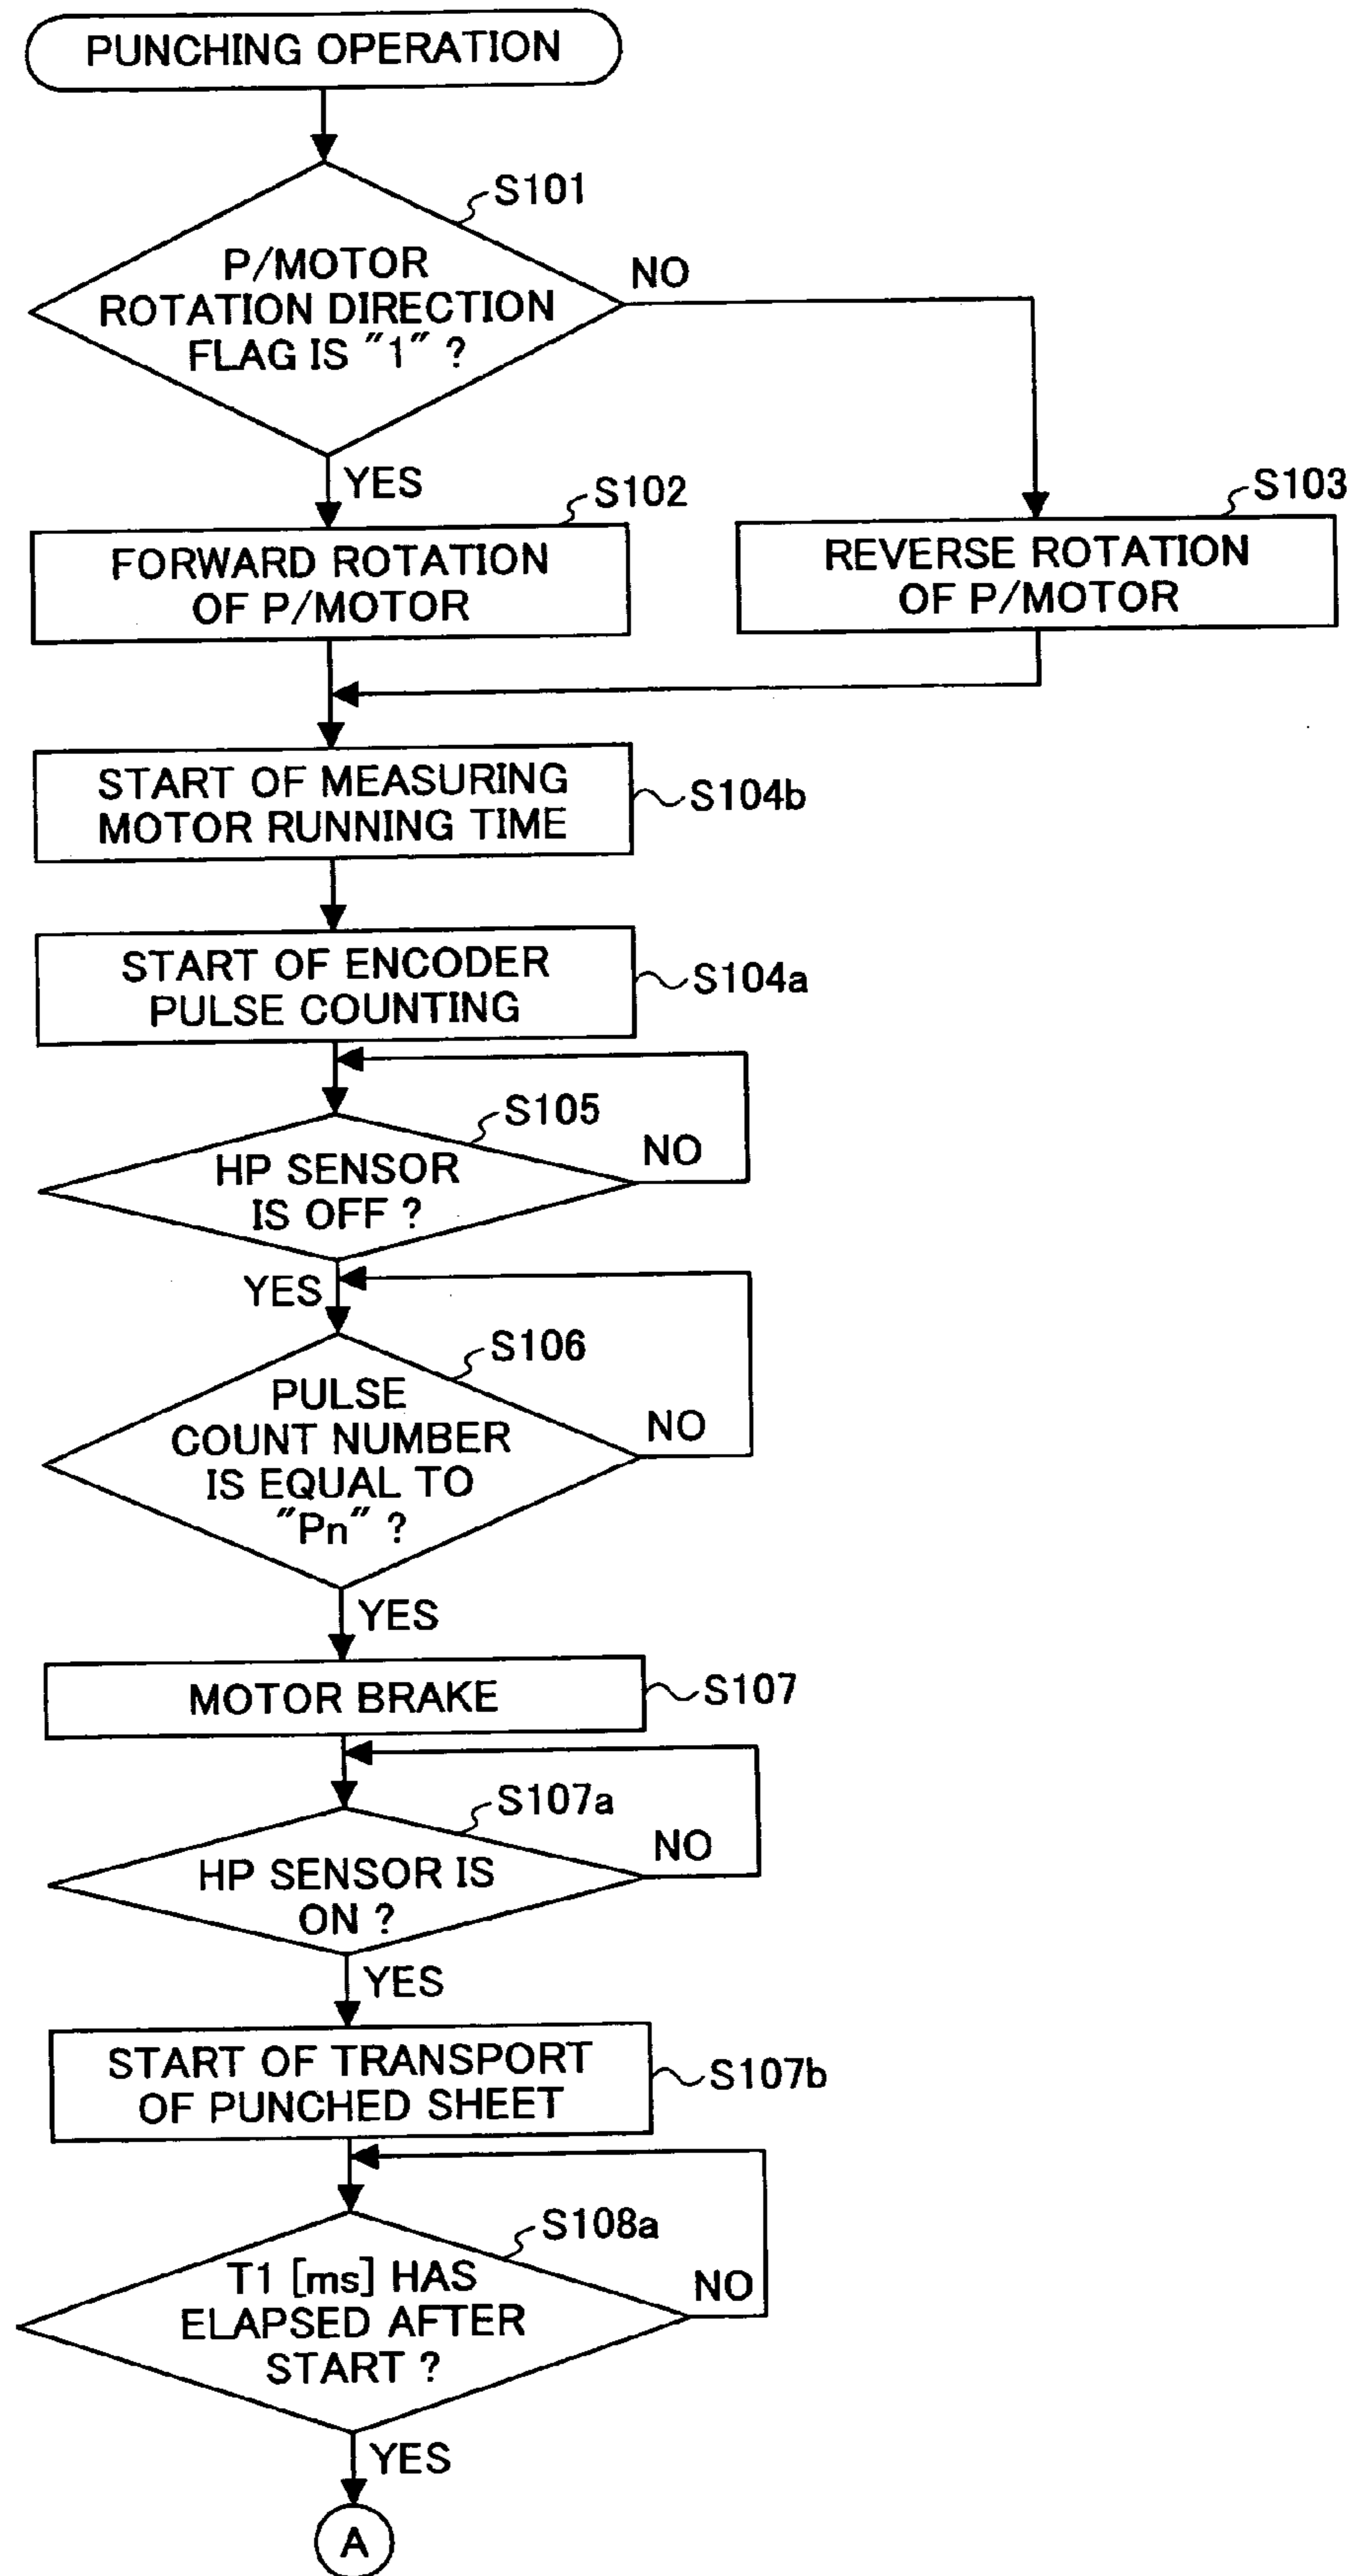 PUNCHING OPERATION
S101
P/MOTOR
ROTATION DIRECTION
FLAG IS "1" ?
NO
YES
S102
FORWARD ROTATION
OF P/MOTOR
S103
REVERSE ROTATION
OF P/MOTOR
START OF MEASURING
MOTOR RUNNING TIME
S104b
START OF ENCODER
PULSE COUNTING
S104a
S105
HP SENSOR
IS OFF ?
NO
YES
S106
PULSE
COUNT NUMBER
IS EQUAL TO
"Pn" ?
NO
YES
MOTOR BRAKE
S107
S107a
HP SENSOR IS
ON ?
NO
YES
START OF TRANSPORT
OF PUNCHED SHEET
S107b
S108a
T1 [ms] HAS
ELAPSED AFTER
START ?
NO
YES
A